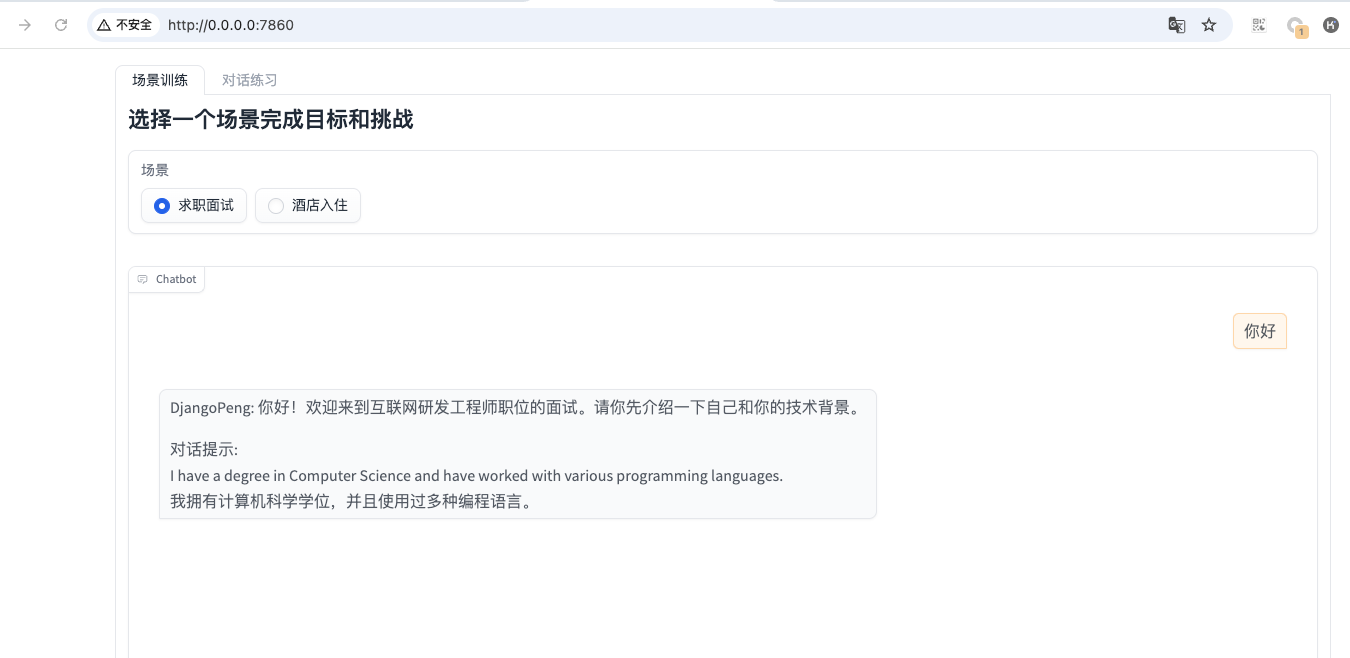 不安全 http://0.0.0.0:7860
1
场景训练 对话练习
选择一个场景完成目标和挑战
场景
求职面试 酒店入住
Chatbot
你好
DjangoPeng: 你好！欢迎来到互联网研发工程师职位的面试。请你先介绍一下自己和你的技术背景。
对话提示:
I have a degree in Computer Science and have worked with various programming languages.
我拥有计算机科学学位，并且使用过多种编程语言。